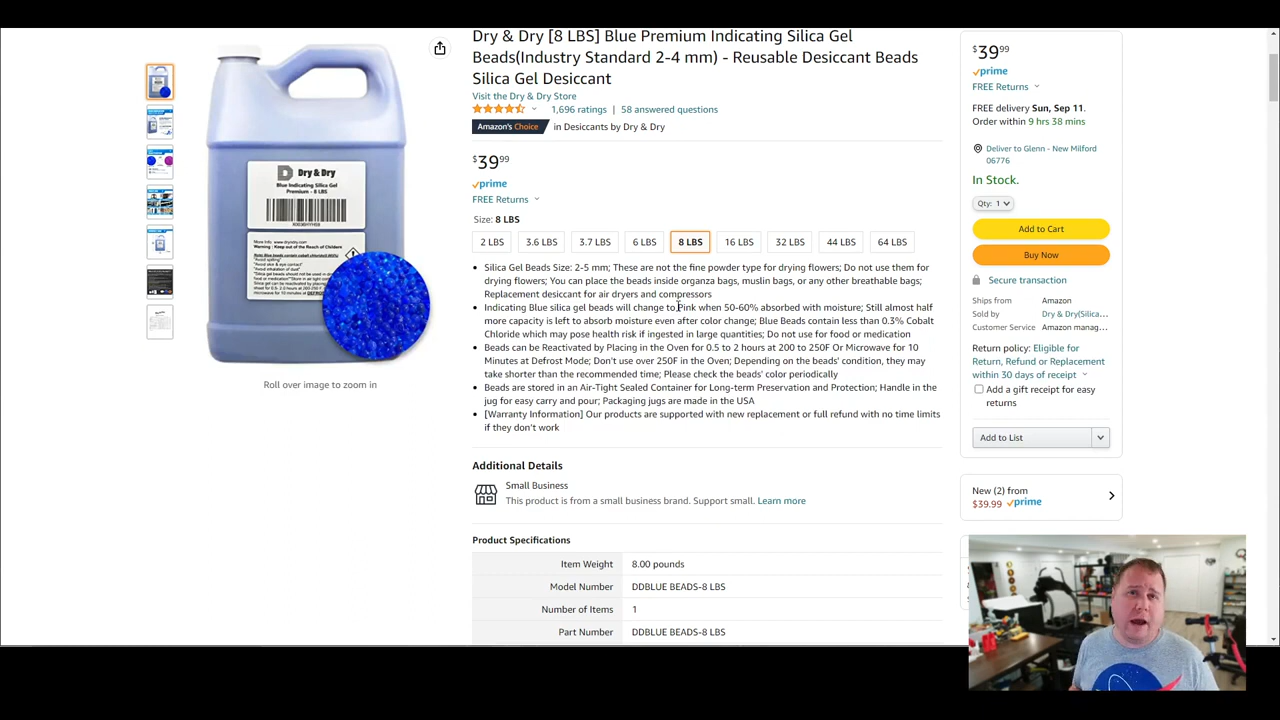 Dry & Dry [8 LBS] Blue Premium Indicating Silica Gel
Beads(Industry Standard 2-4 mm) - Reusable Desiccant Beads
Silica Gel Desiccant
Visit the Dry & Dry Store
1,696 ratings | 58 answered questions
Amazon's Choice in Desiccants by Dry & Dry
$39 99
prime
FREE Returns
Size: 8 LBS
2 LBS 3.6 LBS 3.7 LBS 6 LBS 8 LBS 16 LBS 32 LBS 44 LBS 64 LBS
• Silica Gel Beads Size: 2-5 mm; These are not the fine powder type for drying flowers; Do not use them for
drying flowers; You can place the beads inside organza bags, muslin bags, or any other breathable bags;
Replacement desiccant for air dryers and compressors
• Indicating Blue silica gel beads will change to Pink when 50-60% absorbed with moisture; Still almost half
more capacity is left to absorb moisture even after color change; Blue Beads contain less than 0.3% Cobalt
Chloride which may pose health risk if ingested in large quantities; Do not use for food or medication
• Beads can be Reactivated by Placing in the Oven for 0.5 to 2 hours at 200 to 250F Or Microwave for 10
Minutes at Defrost Mode; Don't use over 250F in the Oven; Depending on the beads' condition, they may
take shorter than the recommended time; Please check the beads' color periodically
• Beads are stored in an Air-Tight Sealed Container for Long-term Preservation and Protection; Handle in the
jug for easy carry and pour; Packaging jugs are made in the USA
• [Warranty Information] Our products are supported with new replacement or full refund with no time limits
if they don't work
Additional Details
Small Business
This product is from a small business brand. Support small. Learn more
Product Specifications
Item Weight 8.00 pounds
Model Number DDBLUE BEADS-8 LBS
Number of Items 1
Part Number DDBLUE BEADS-8 LBS
Dry & Dry
Blue Indicating Silica Gel
Premium - 8 LBS
More Info: www.drydry.com
Warning : Keep out of the Reach of Children
Roll over image to zoom in
$39 99
prime
FREE Returns
FREE delivery Sun, Sep 11.
Order within 9 hrs 38 mins
Deliver to Glenn - New Milford
06776
In Stock.
Qty: 1
Add to Cart
Buy Now
Secure transaction
Ships from Amazon
Sold by Dry & Dry(Silica...
Customer Service Amazon manag...
Return policy: Eligible for
Return, Refund or Replacement
within 30 days of receipt
Add a gift receipt for easy
returns
Add to List
New (2) from
$39.99 prime